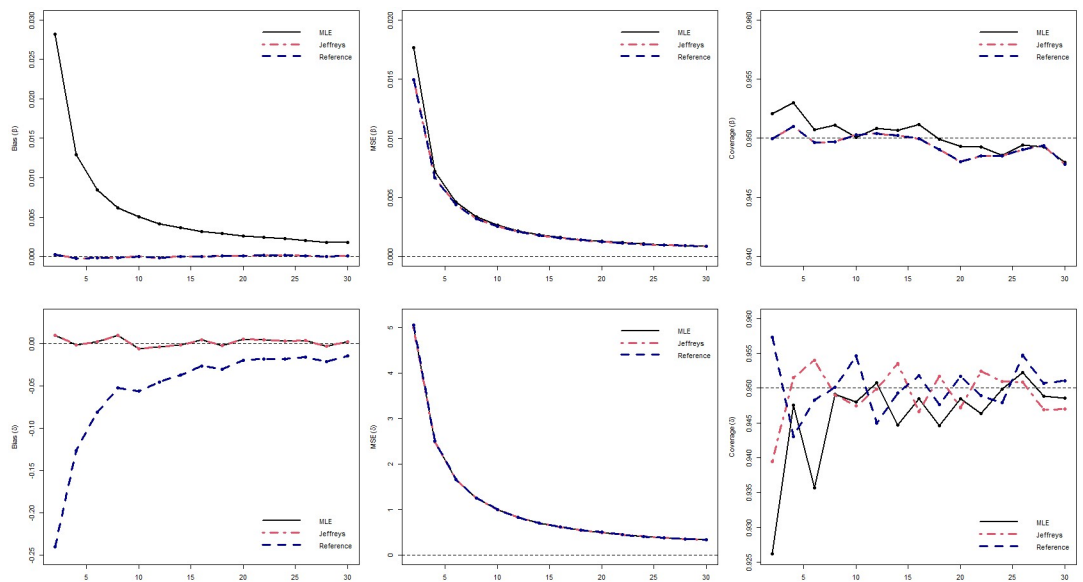 Bias (β)
0.000 0.005 0.010 0.015 0.020 0.025 0.030
5 10 15 20 25 30
MLE
Jeffreys
Reference
MSE (β)
0.000 0.005 0.010 0.015 0.020
5 10 15 20 25 30
MLE
Jeffreys
Reference
Coverage (β)
0.940 0.945 0.950 0.955 0.960
5 10 15 20 25 30
MLE
Jeffreys
Reference
Bias (δ)
-0.25 -0.20 -0.15 -0.10 -0.05 0.00
5 10 15 20 25 30
MLE
Jeffreys
Reference
MSE (δ)
0 1 2 3 4 5
5 10 15 20 25 30
MLE
Jeffreys
Reference
Coverage (δ)
0.925 0.930 0.935 0.940 0.945 0.950 0.955 0.960
5 10 15 20 25 30
MLE
Jeffreys
Reference